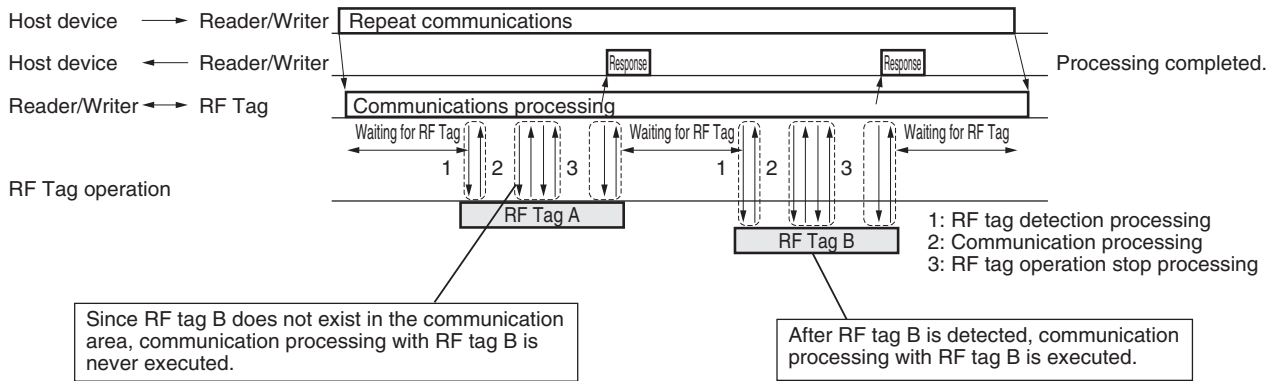 Host device → Reader/Writer Repeat communications
Host device ← Reader/Writer Response Response Processing completed.
Reader/Writer ↔ RF Tag Communications processing
Waiting for RF Tag Waiting for RF Tag Waiting for RF Tag
1 2 3 1 2 3
RF Tag operation
RF Tag A
RF Tag B
1: RF tag detection processing
2: Communication processing
3: RF tag operation stop processing
Since RF tag B does not exist in the communication
area, communication processing with RF tag B is
never executed.
After RF tag B is detected, communication
processing with RF tag B is executed.